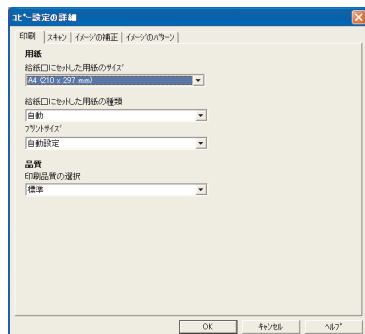 コピー設定の詳細
印刷 スキャン イメージの補正 イメージのパターン
用紙
給紙口にセットした用紙のサイズ
A4 (210 x 297 mm)
給紙口にセットした用紙の種類
自動
プリントサイズ
自動設定
品質
印刷品質の選択
標準
OK キャンセル ヘルプ